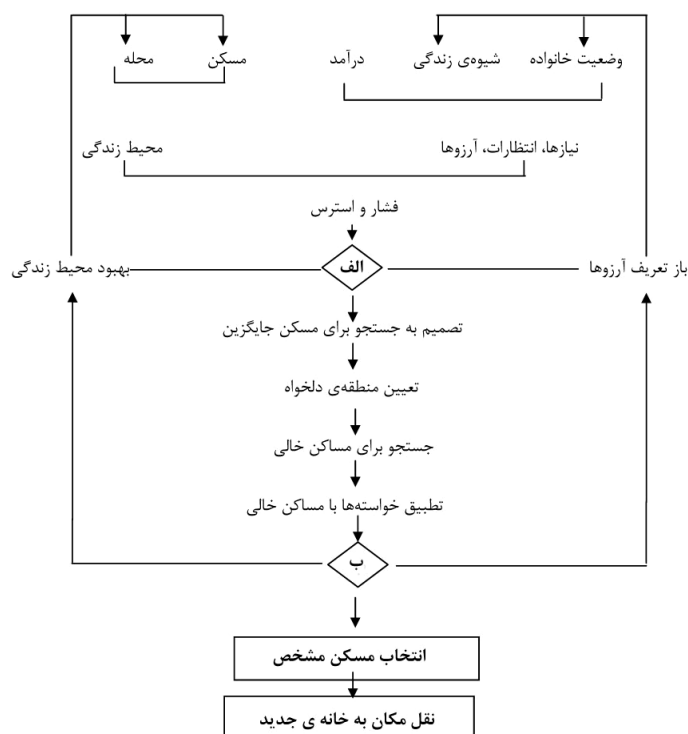 وضعیت خانواده شیوه‌ی زندگی درآمد مسکن محله
نیازها، انتظارات، آرزوها محیط زندگی
فشار و استرس
باز تعریف آرزوها الف بهبود محیط زندگی
تصمیم به جستجو برای مسکن جایگزین
تعیین منطقه‌ی دلخواه
جستجو برای مساکن خالی
تطبیق خواسته‌ها با مساکن خالی
ب
انتخاب مسکن مشخص
نقل مکان به خانه ی جدید